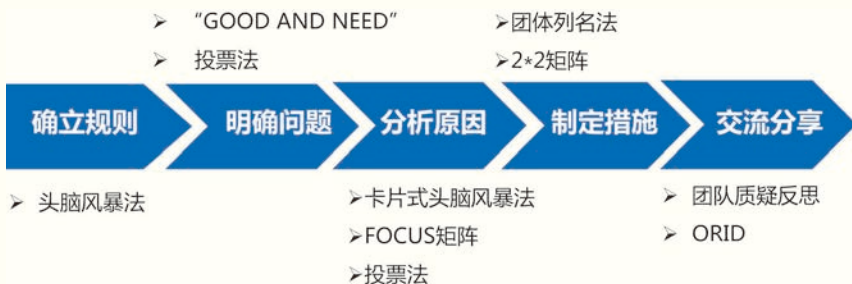 ➢ “GOOD AND NEED”
➢ 投票法
➢团体列名法
➢2*2矩阵
确立规则
明确问题
分析原因
制定措施
交流分享
➢ 头脑风暴法
➢卡片式头脑风暴法
➢FOCUS矩阵
➢投票法
➢ 团队质疑反思
➢ ORID